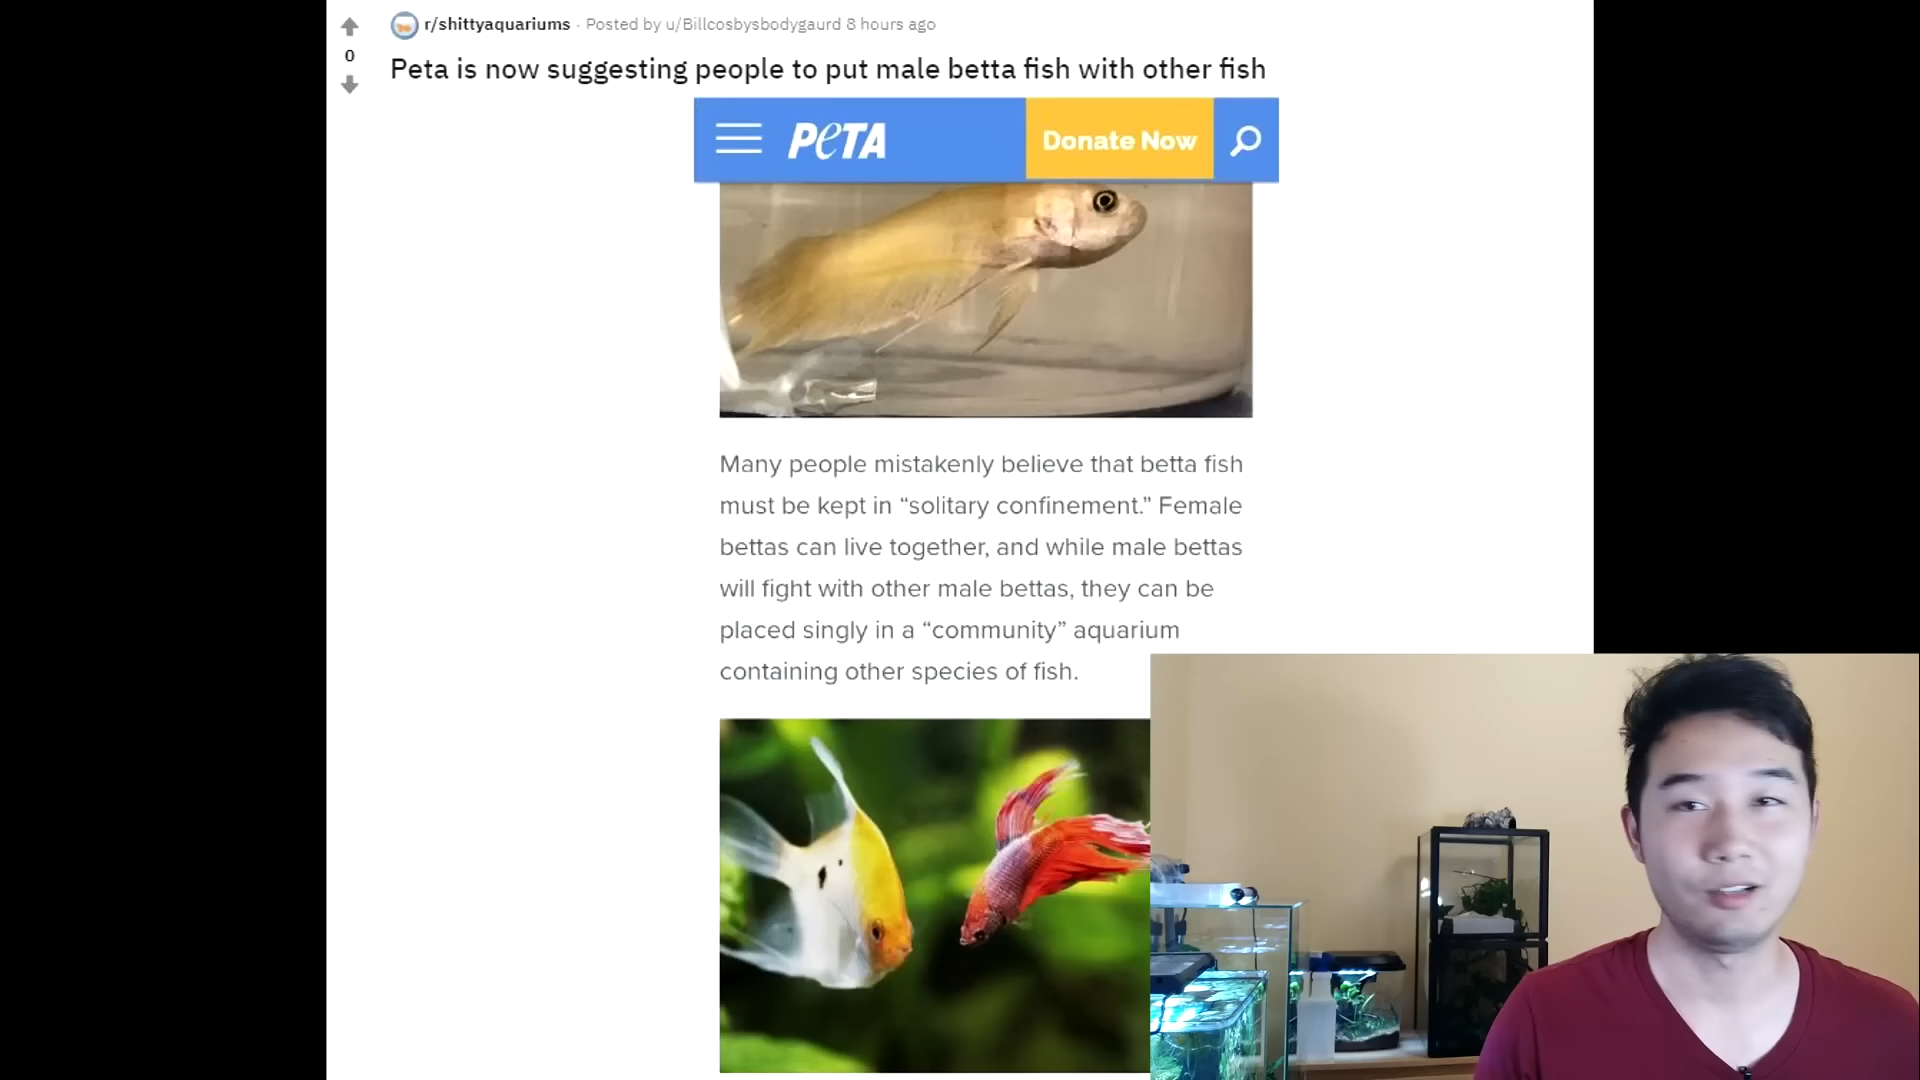 r/shittyaquariums · Posted by u/Billcosbysbodygaurd 8 hours ago
0
Peta is now suggesting people to put male betta fish with other fish
PETA
Donate Now
Many people mistakenly believe that betta fish
must be kept in “solitary confinement.” Female
bettas can live together, and while male bettas
will fight with other male bettas, they can be
placed singly in a “community” aquarium
containing other species of fish.